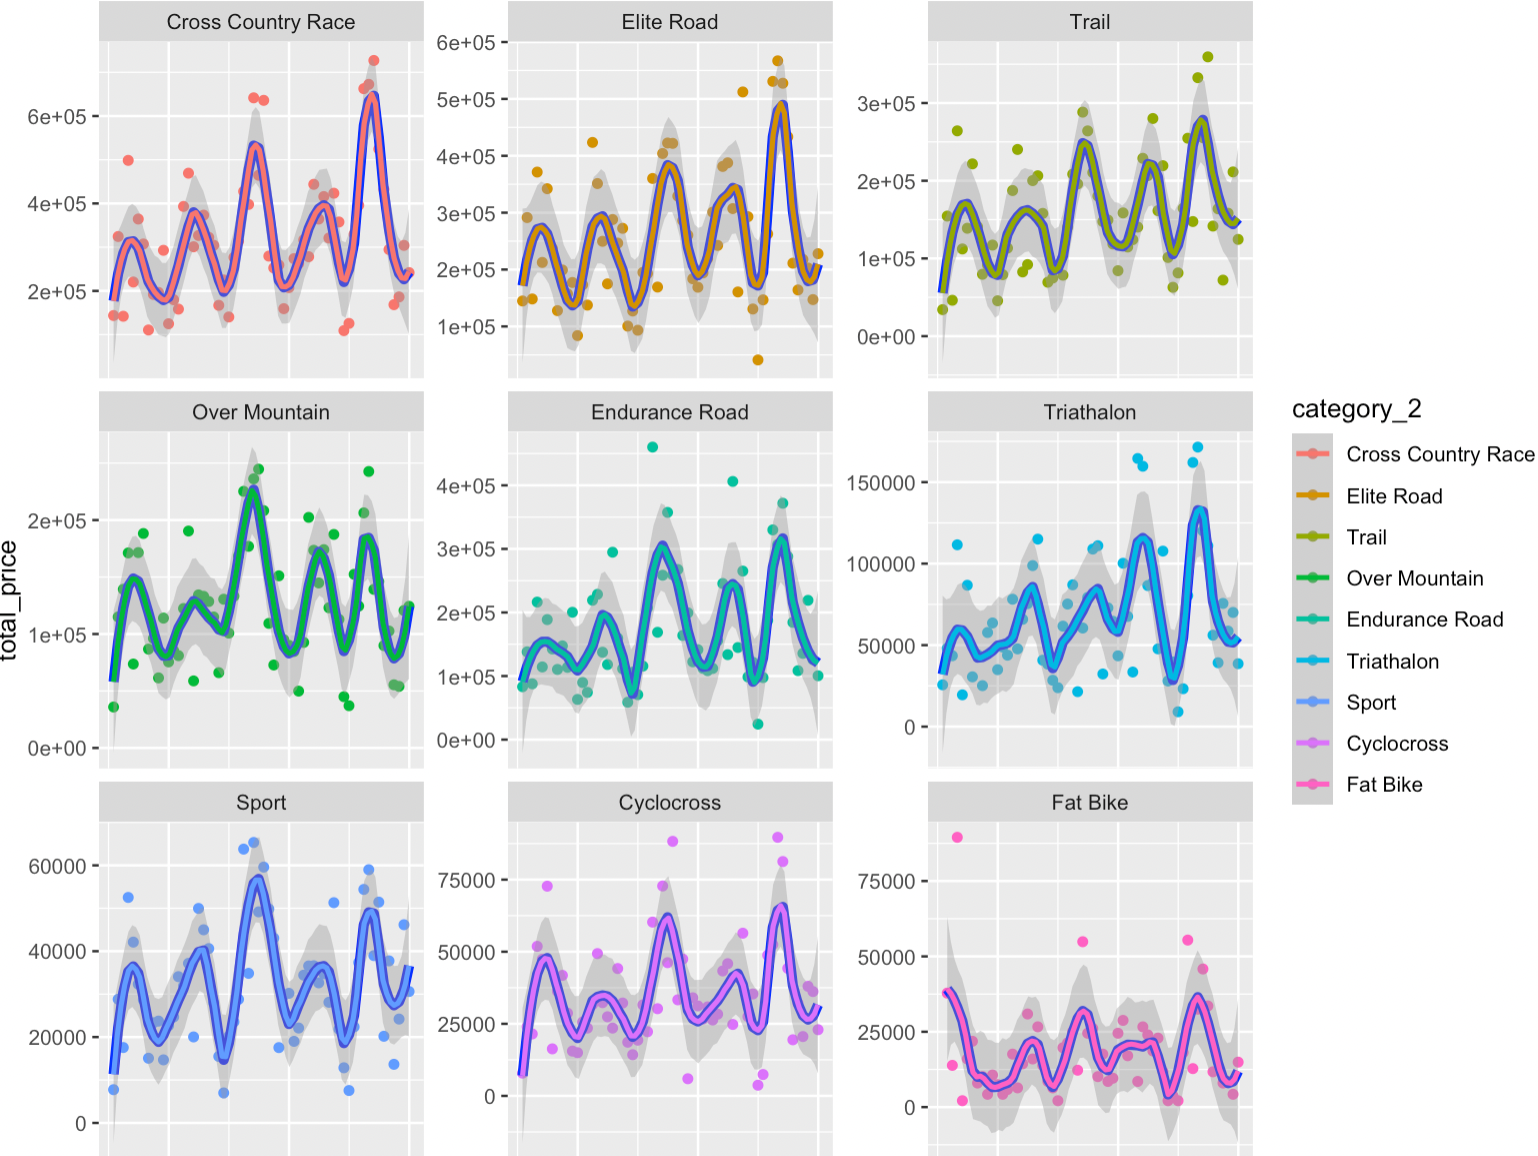 Cross Country Race
Elite Road
Trail
6e+05
4e+05
2e+05
6e+05
5e+05
4e+05
3e+05
2e+05
1e+05
3e+05
2e+05
1e+05
0e+00
Over Mountain
Endurance Road
Triathalon
2e+05
1e+05
0e+00
4e+05
3e+05
2e+05
1e+05
0e+00
150000
100000
50000
0
total_price
Sport
Cyclocross
Fat Bike
60000
40000
20000
0
75000
50000
25000
0
75000
50000
25000
0
category_2
Cross Country Race
Elite Road
Trail
Over Mountain
Endurance Road
Triathalon
Sport
Cyclocross
Fat Bike